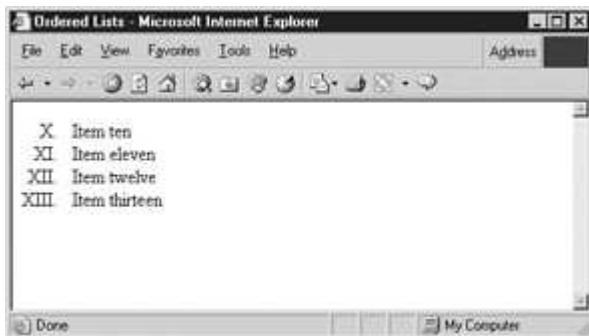 Ordered Lists - Microsoft Internet Explorer
File Edit View Favorites Tools Help Address
X. Item ten
XI. Item eleven
XII. Item twelve
XIII. Item thirteen
Done My Computer